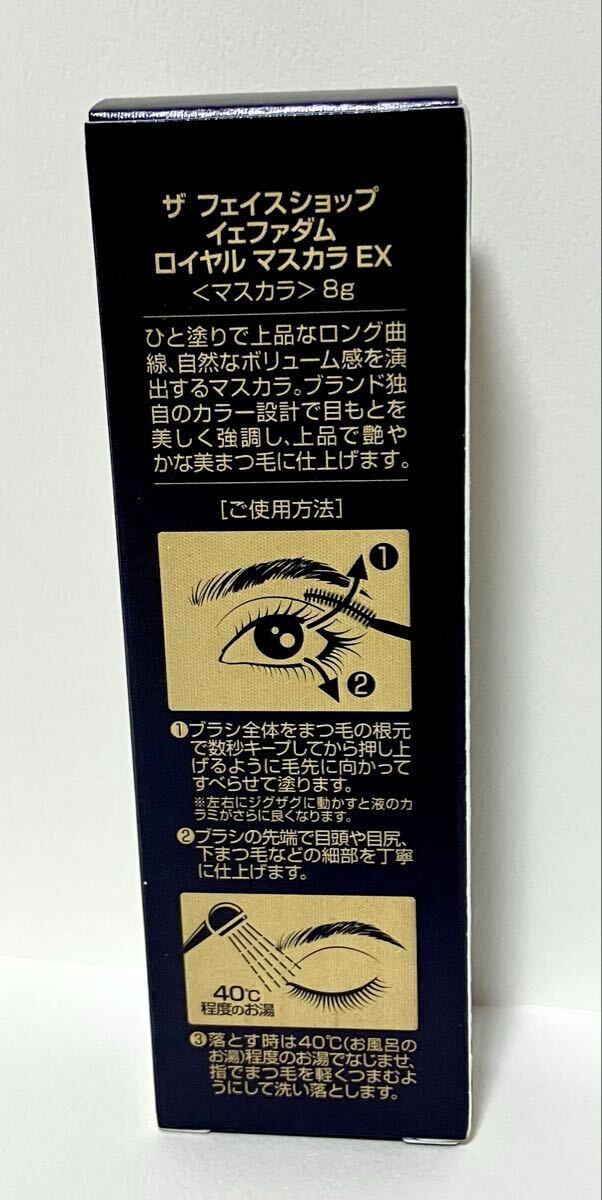 ザ フェイスショップ
イェファダム
ロイヤル マスカラ EX
＜マスカラ＞ 8g
ひと塗りで上品なロング曲
線、自然なボリューム感を演
出するマスカラ。ブランド独
自のカラー設計で目もとを
美しく強調し、上品で艶や
かな美まつ毛に仕上げます。
［ご使用方法］
1
2
❶ブラシ全体をまつ毛の根元
で数秒キープしてから押し上
げるように毛先に向かって
すべらせて塗ります。
※左右にジグザグに動かすと液のカ
ラミがさらに良くなります。
❷ブラシの先端で目頭や目尻、
下まつ毛などの細部を丁寧
に仕上げます。
40℃
程度のお湯
❸落とす時は40℃(お風呂の
お湯)程度のお湯でなじませ、
指でまつ毛を軽くつまむよ
うにして洗い落とします。